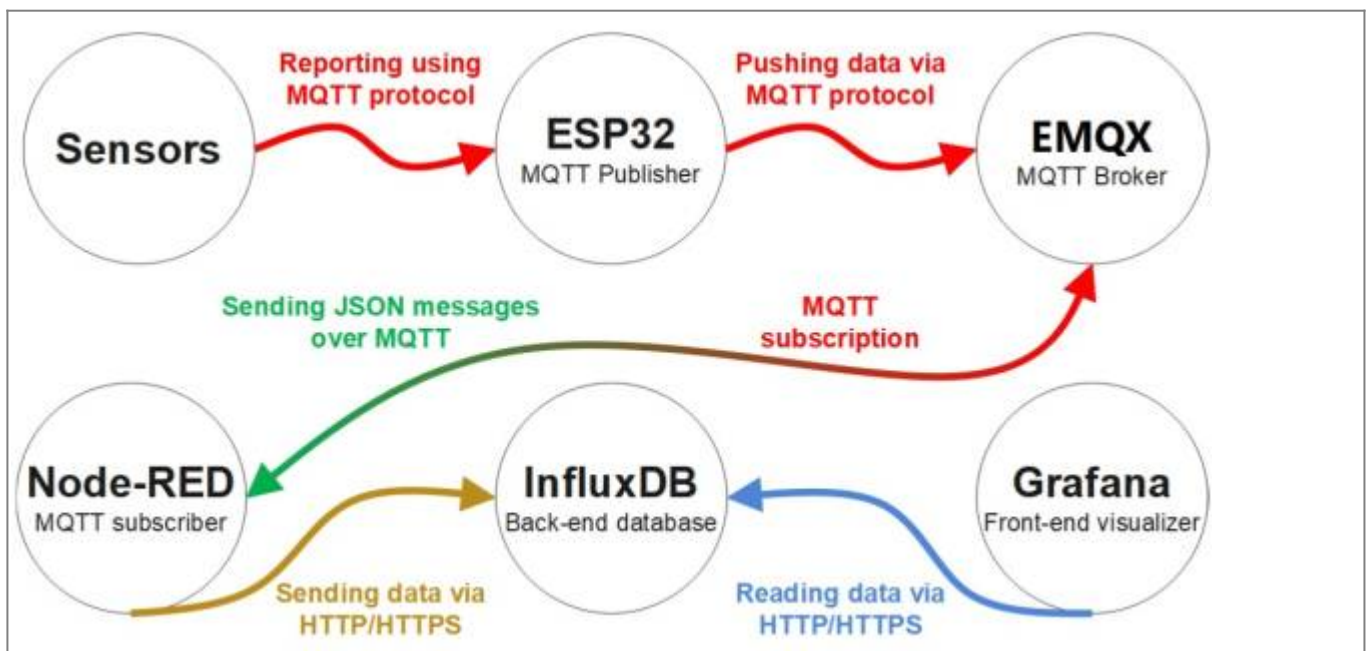 Reporting using
MQTT protocol
Pushing data via
MQTT protocol
Sensors
ESP32
MQTT Publisher
EMQX
MQTT Broker
Sending JSON messages
over MQTT
MQTT
subscription
Node-RED
MQTT subscriber
InfluxDB
Back-end database
Grafana
Front-end visualizer
Sending data via
HTTP/HTTPS
Reading data via
HTTP/HTTPS